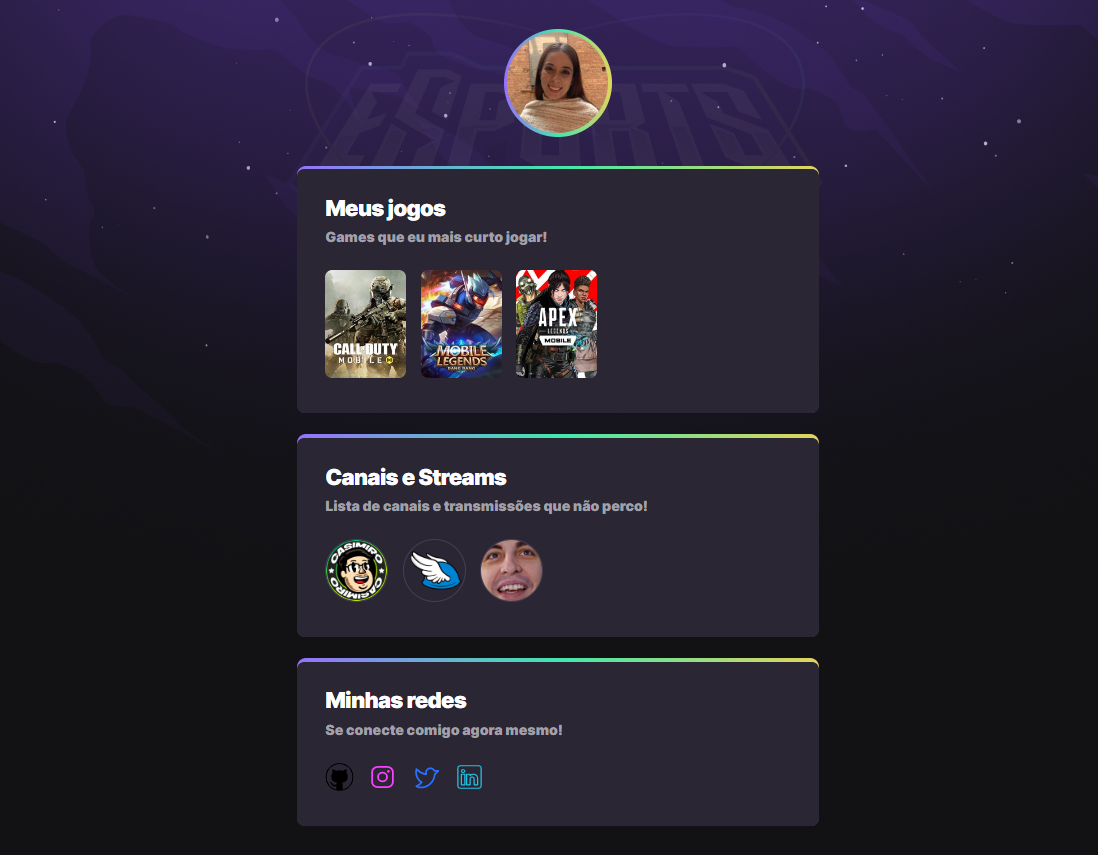 ESPORTS
Meus jogos
Games que eu mais curto jogar!
CALL OF DUTY
MOBILE
MOBILE
LEGENDS
BANG BANG
APEX
LEGENDS
MOBILE
Canais e Streams
Lista de canais e transmissões que não perco!
CASIMIRO
CASIMIRO
Minhas redes
Se conecte comigo agora mesmo!
in